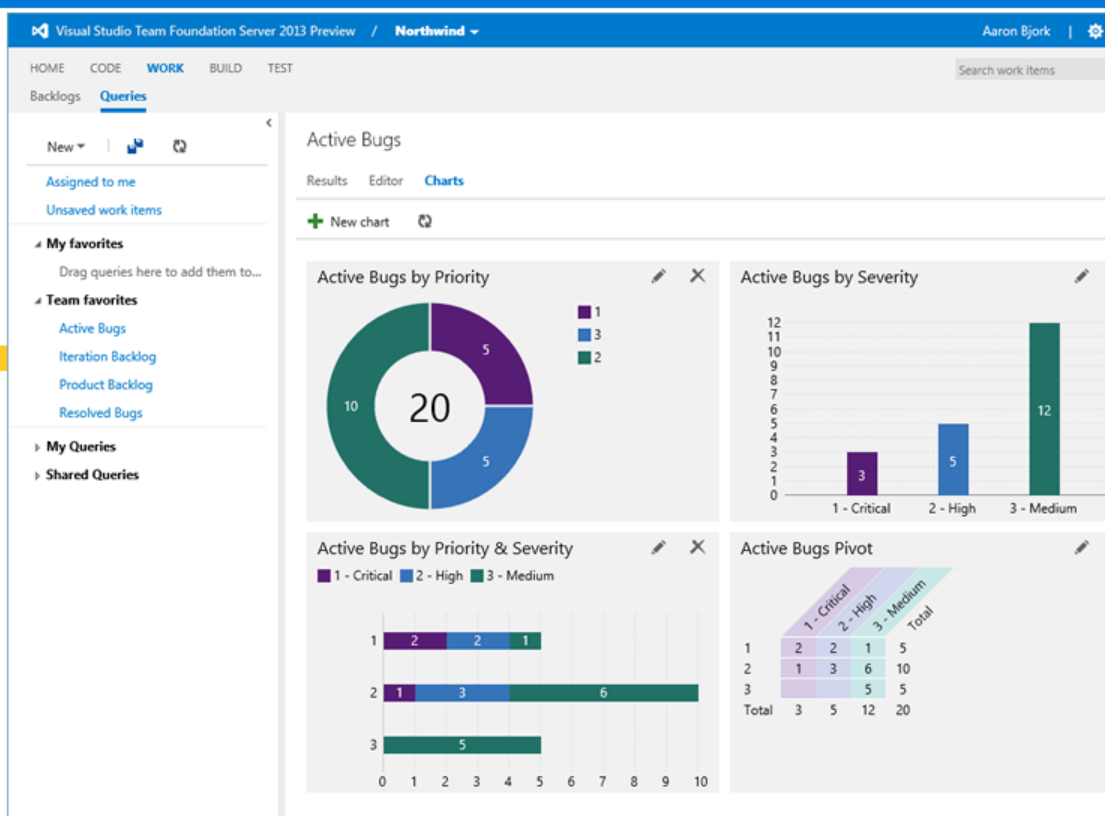 Visual Studio Team Foundation Server 2013 Preview / Northwind
Aaron Bjork |
HOME CODE WORK BUILD TEST
Search work items
Backlogs Queries
New
Assigned to me
Unsaved work items
My favorites
Drag queries here to add them to...
Team favorites
Active Bugs
Iteration Backlog
Product Backlog
Resolved Bugs
My Queries
Shared Queries
Active Bugs
Results Editor Charts
New chart
Active Bugs by Priority
1
3
2
5
10
20
5
Active Bugs by Severity
12
11
10
9
8
7
6
5
4
3
2
1
0
3
5
12
1 - Critical 2 - High 3 - Medium
Active Bugs by Priority & Severity
1 - Critical 2 - High 3 - Medium
1 2 2 1
2 1 3 6
3 5
0 1 2 3 4 5 6 7 8 9 10
Active Bugs Pivot
1 - Critical 2 - High 3 - Medium Total
1 2 2 1 5
2 1 3 6 10
3 5 5
Total 3 5 12 20